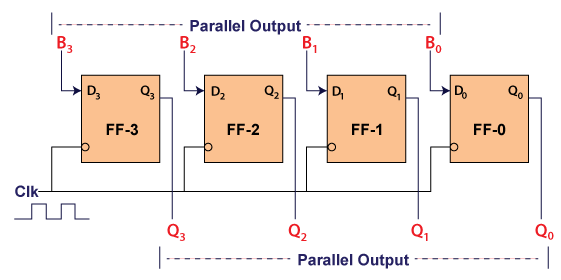 Parallel Output
B₃ B₂ B₁ B₀
D₃ Q₃ D₂ Q₂ D₁ Q₁ D₀ Q₀
FF-3 FF-2 FF-1 FF-0
Clk
Q₃ Q₂ Q₁ Q₀
Parallel Output